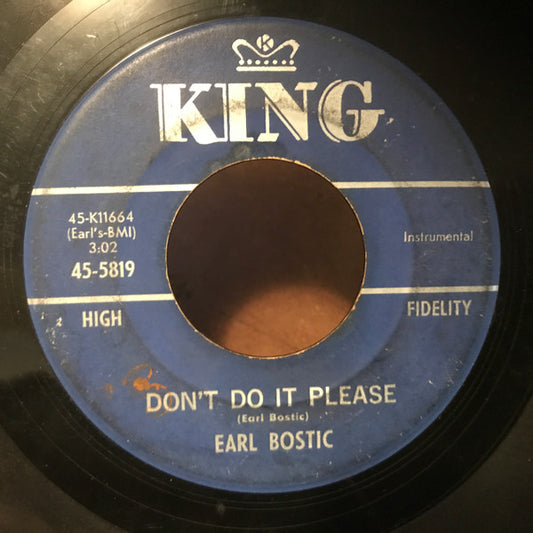 K
KING
45-K11664
(Earl's-BMI)
3:02
45-5819
Instrumental
2 HIGH FIDELITY
DON'T DO IT PLEASE
(Earl Bostic)
EARL BOSTIC